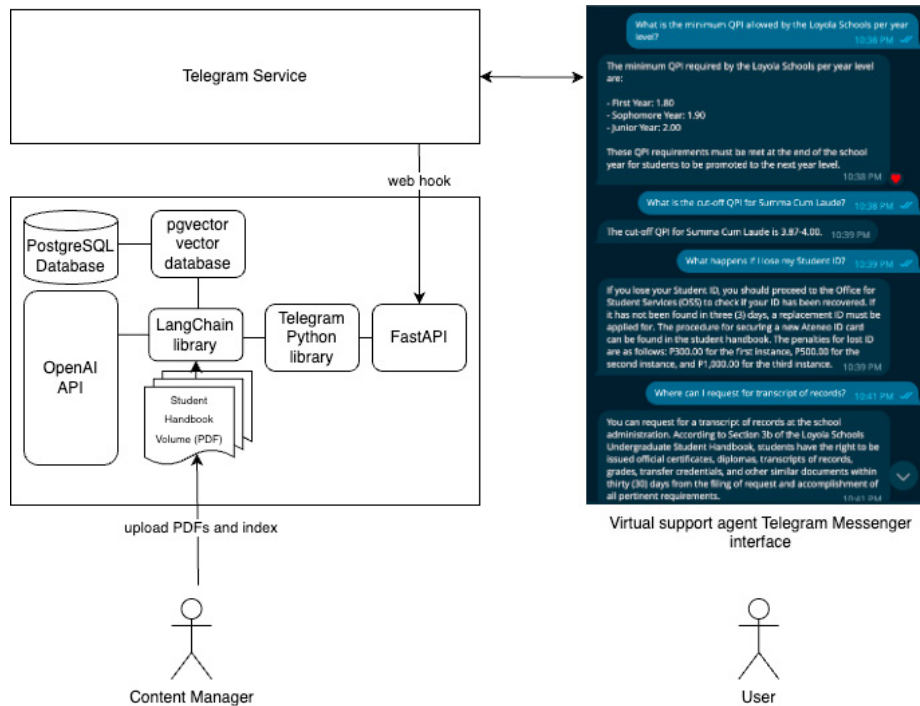 Telegram Service
web hook
PostgreSQL
Database
pgvector
vector
database
OpenAI
API
LangChain
library
Telegram
Python
library
FastAPI
Student
Handbook
Volume (PDF)
upload PDFs and index
Content Manager
What is the minimum QPI allowed by the Loyola Schools per year
level?
10:38 PM
The minimum QPI required by the Loyola Schools per year level
are:
- First Year: 1.80
- Sophomore Year: 1.90
- Junior Year: 2.00
These QPI requirements must be met at the end of the school
year for students to be promoted to the next year level.
10:38 PM
What is the cut-off QPI for Summa Cum Laude? 10:38 PM
The cut-off QPI for Summa Cum Laude is 3.87-4.00. 10:39 PM
What happens if I lose my Student ID? 10:39 PM
If you lose your Student ID, you should proceed to the Office for
Student Services (OSS) to check if your ID has been recovered. If
it has not been found in three (3) days, a replacement ID must be
applied for. The procedure for securing a new Ateneo ID card
can be found in the student handbook. The penalties for lost ID
are as follows: P300.00 for the first instance, P500.00 for the
second instance, and P1,000.00 for the third instance. 10:39 PM
Where can I request for transcript of records? 10:41 PM
You can request for a transcript of records at the school
administration. According to Section 3b of the Loyola Schools
Undergraduate Student Handbook, students have the right to be
issued official certificates, diplomas, transcripts of records,
grades, transfer credentials, and other similar documents within
thirty (30) days from the filing of request and accomplishment of
all pertinent requirements.
10:41 PM
Virtual support agent Telegram Messenger
interface
User